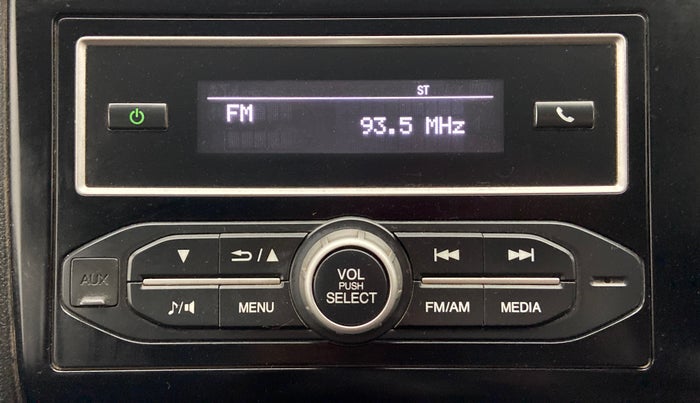 ST
FM
93.5 MHz
AUX
VOL
PUSH
SELECT
MENU
FM/AM
MEDIA